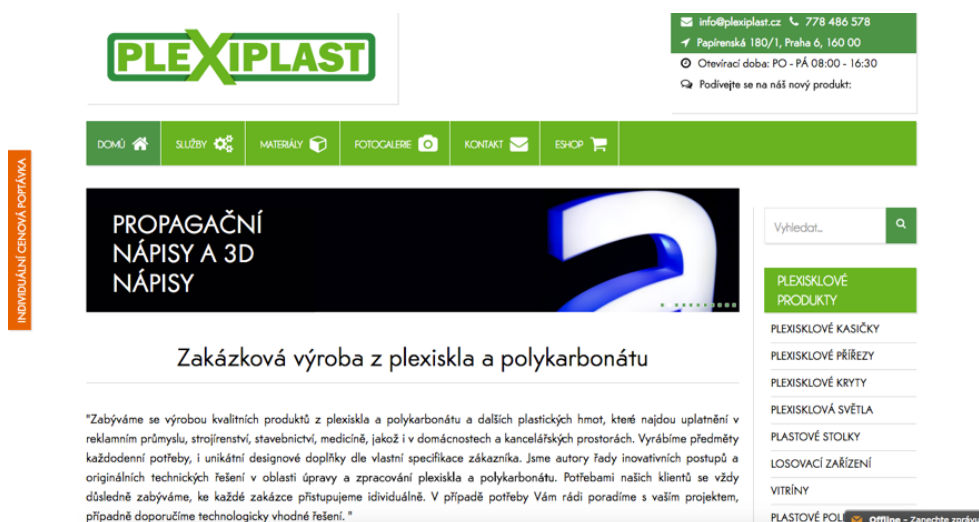 PLEXIPLAST
info@plexiplast.cz 778 486 578
Papírenská 180/1, Praha 6, 160 00
Otevírací doba: PO - PÁ 08:00 - 16:30
Podívejte se na náš nový produkt:
DOMŮ SLUŽBY MATERIÁLY FOTOGALERIE KONTAKT ESHOP
INDIVIDUÁLNÍ CENOVÁ POPTÁVKA
PROPAGAČNÍ
NÁPISY A 3D
NÁPISY
a
Vyhledat...
Zakázková výroba z plexiskla a polykarbonátu
"Zabýváme se výrobou kvalitních produktů z plexiskla a polykarbonátu a dalších plastických hmot, které najdou uplatnění v
reklamním průmyslu, strojírenství, stavebnictví, medicíně, jakož i v domácnostech a kancelářských prostorách. Vyrábíme předměty
každodenní potřeby, i unikátní designové doplňky dle vlastní specifikace zákazníka. Jsme autory řady inovativních postupů a
originálních technických řešení v oblasti úpravy a zpracování plexiskla a polykarbonátu. Potřebami našich klientů se vždy
důsledně zabýváme, ke každé zakázce přistupujeme idividuálně. V případě potřeby Vám rádi poradíme s vaším projektem,
případně doporučíme technologicky vhodné řešení. "
PLEXISKLOVÉ
PRODUKTY
PLEXISKLOVÉ KASIČKY
PLEXISKLOVÉ PŘÍŘEZY
PLEXISKLOVÉ KRYTY
PLEXISKLOVÁ SVĚTLA
PLASTOVÉ STOLKY
LOSOVACÍ ZAŘÍZENÍ
VITRÍNY
PLASTOVÉ
Offline – Zanechte